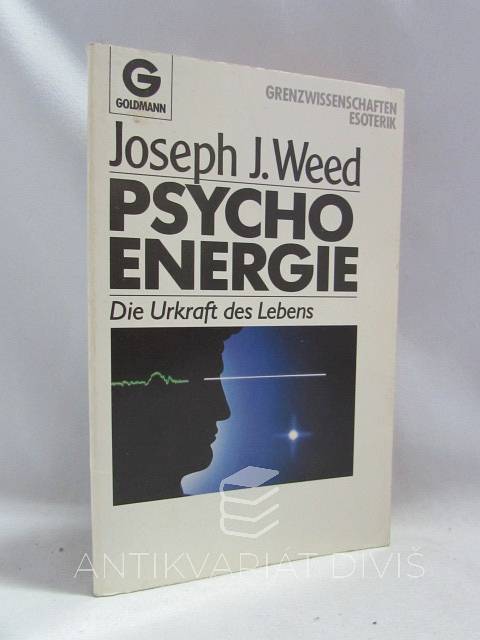 G
GOLDMANN
GRENZWISSENSCHAFTEN
ESOTERIK
Joseph J. Weed
PSYCHO
ENERGIE
Die Urkraft des Lebens
ANTIKVARIÁT DIVIŠ